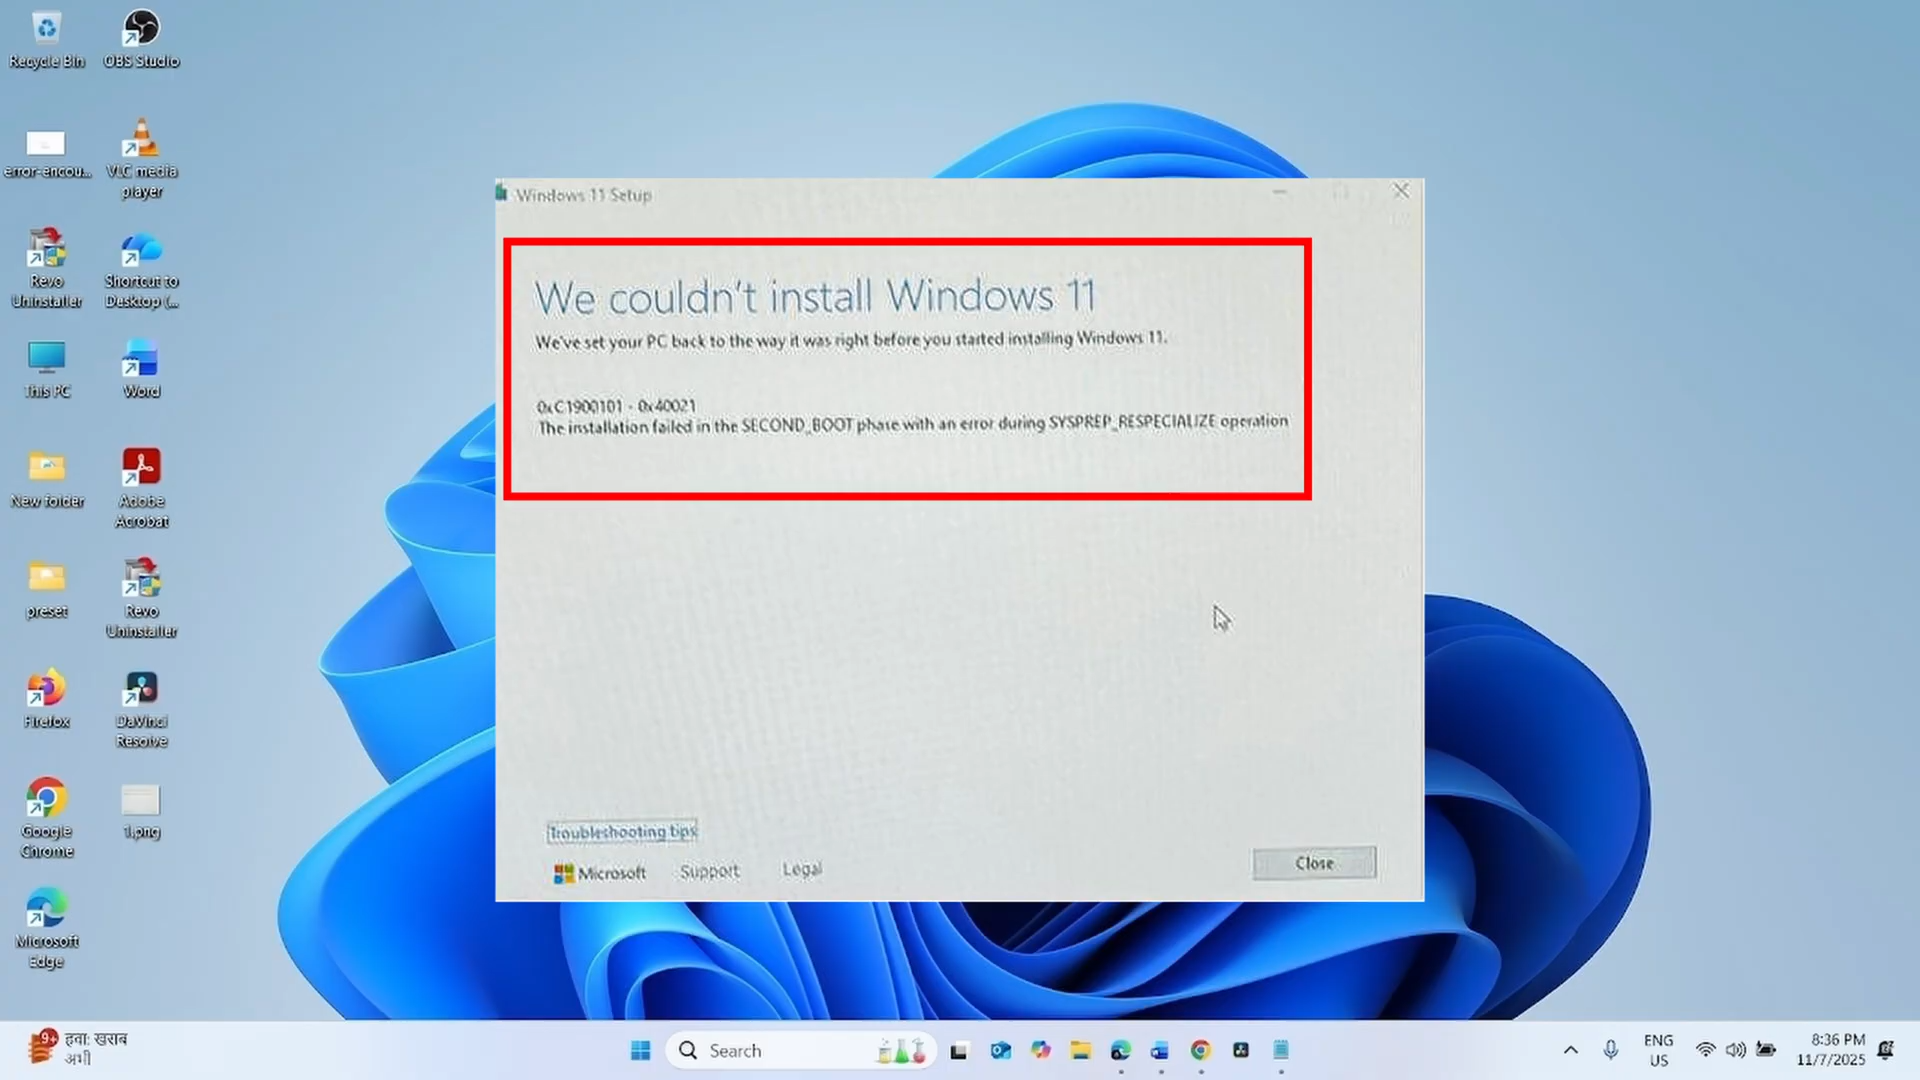 Recycle Bin
OBS Studio
error-encou...
VLC media
player
Revo
Uninstaller
Shortcut to
Desktop (...
This PC
Word
New folder
Adobe
Acrobat
preset
Revo
Uninstaller
Firefox
DaVinci
Resolve
Google
Chrome
1.png
Microsoft
Edge
Windows 11 Setup
We couldn't install Windows 11
We've set your PC back to the way it was right before you started installing Windows 11.
0xC1900101 - 0x40021
The installation failed in the SECOND_BOOT phase with an error during SYSPREP_RESPECIALIZE operation
Troubleshooting tips
Microsoft Support Legal
Close
9+
हवा: खराब
अभी
Search
ENG
US
8:36 PM
11/7/2025